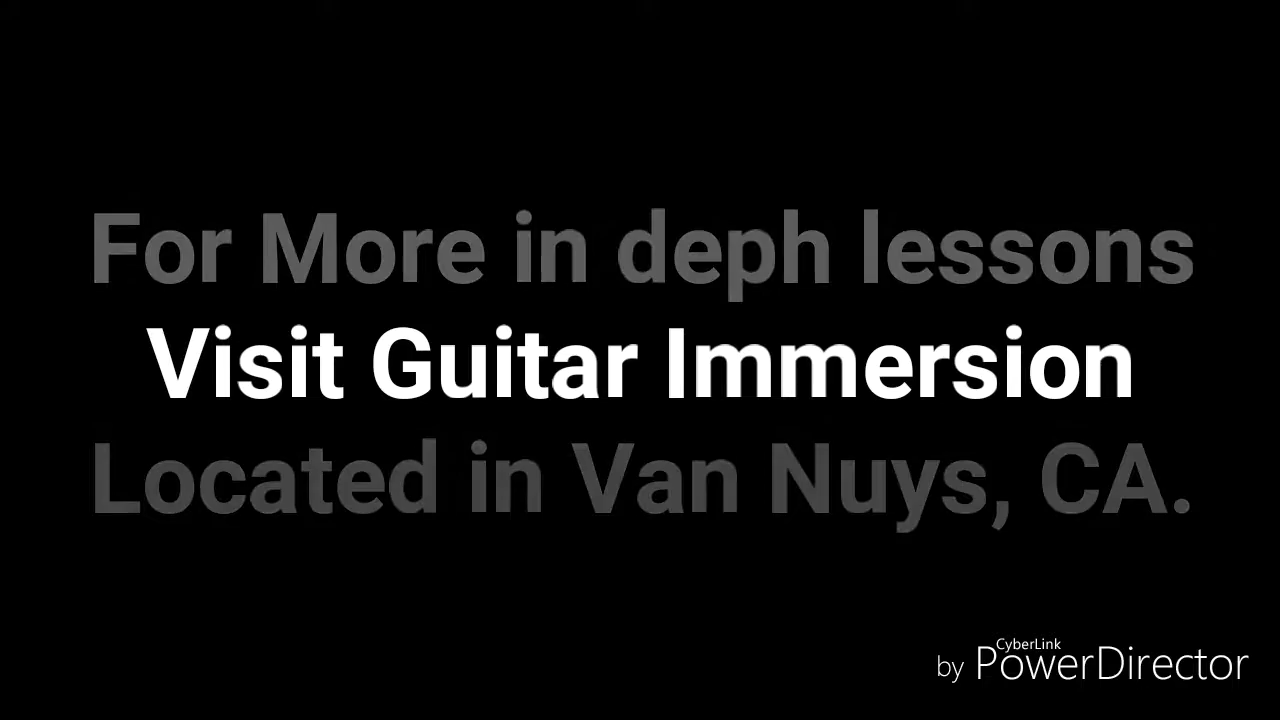 For More in deph lessons
Visit Guitar Immersion
Located in Van Nuys, CA.
CyberLink
by PowerDirector